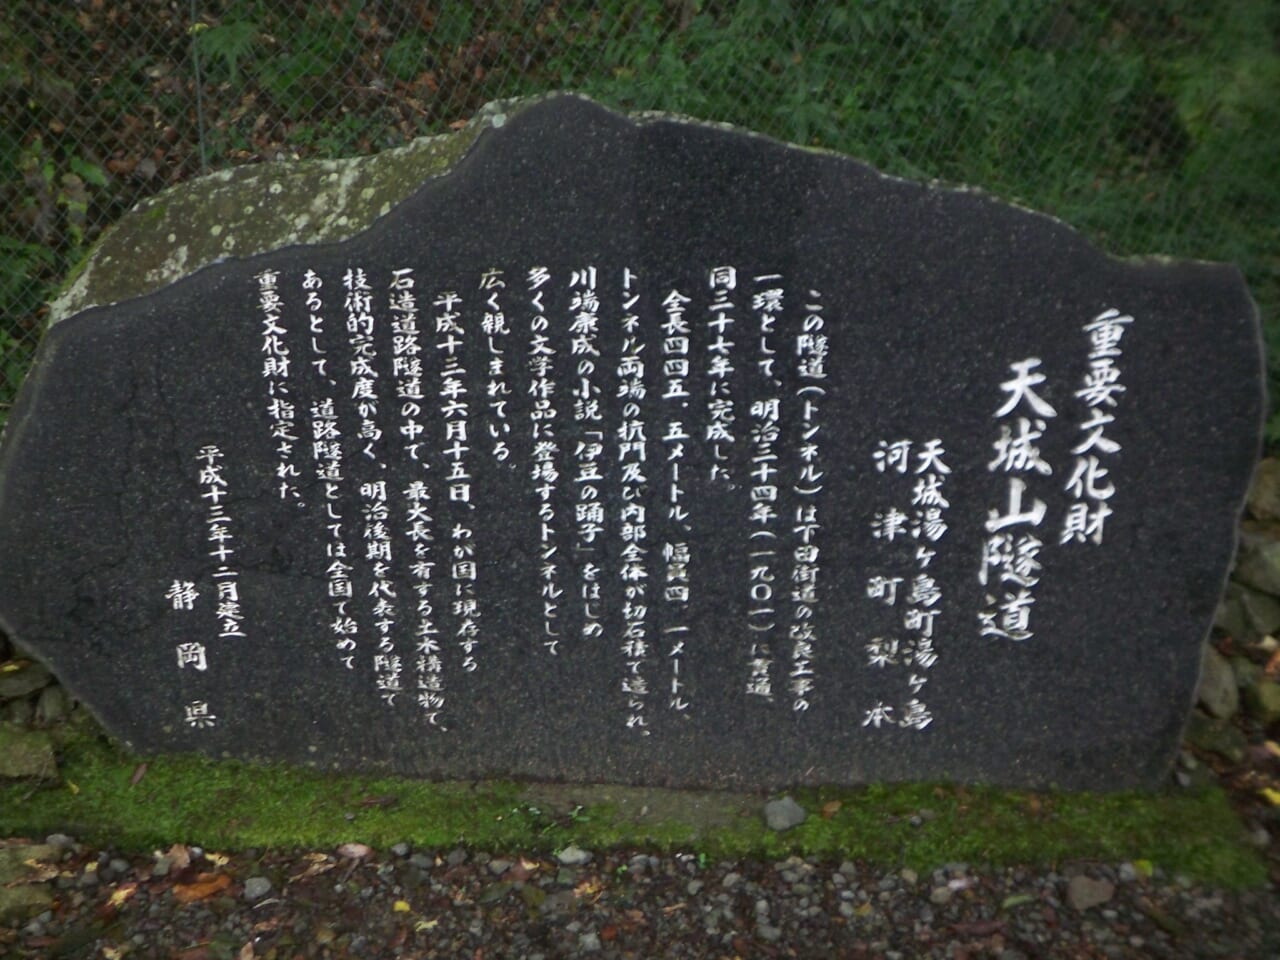 重要文化財
天城山隧道
天城湯ヶ島町湯ヶ島
河津町梨本
この隧道(トンネル)は下田街道の改良工事の
一環として、明治三十四年(一九〇一)に着工、
同三十七年に完成した。
全長四四五．五メートル、幅員四．一メートル、
トンネル両端の抗門及び内部全体が切石積で造られ、
川端康成の小説「伊豆の踊子」をはじめ
多くの文学作品に登場するトンネルとして
広く親しまれている。
平成十三年六月十五日、わが国に現存する
石造道路隧道の中で、最大長を有する土木構造物で、
技術的完成度が高く、明治後期を代表する隧道で
あるとして、道路隧道としては全国で始めて
重要文化財に指定された。
平成十三年十二月建立
静岡県